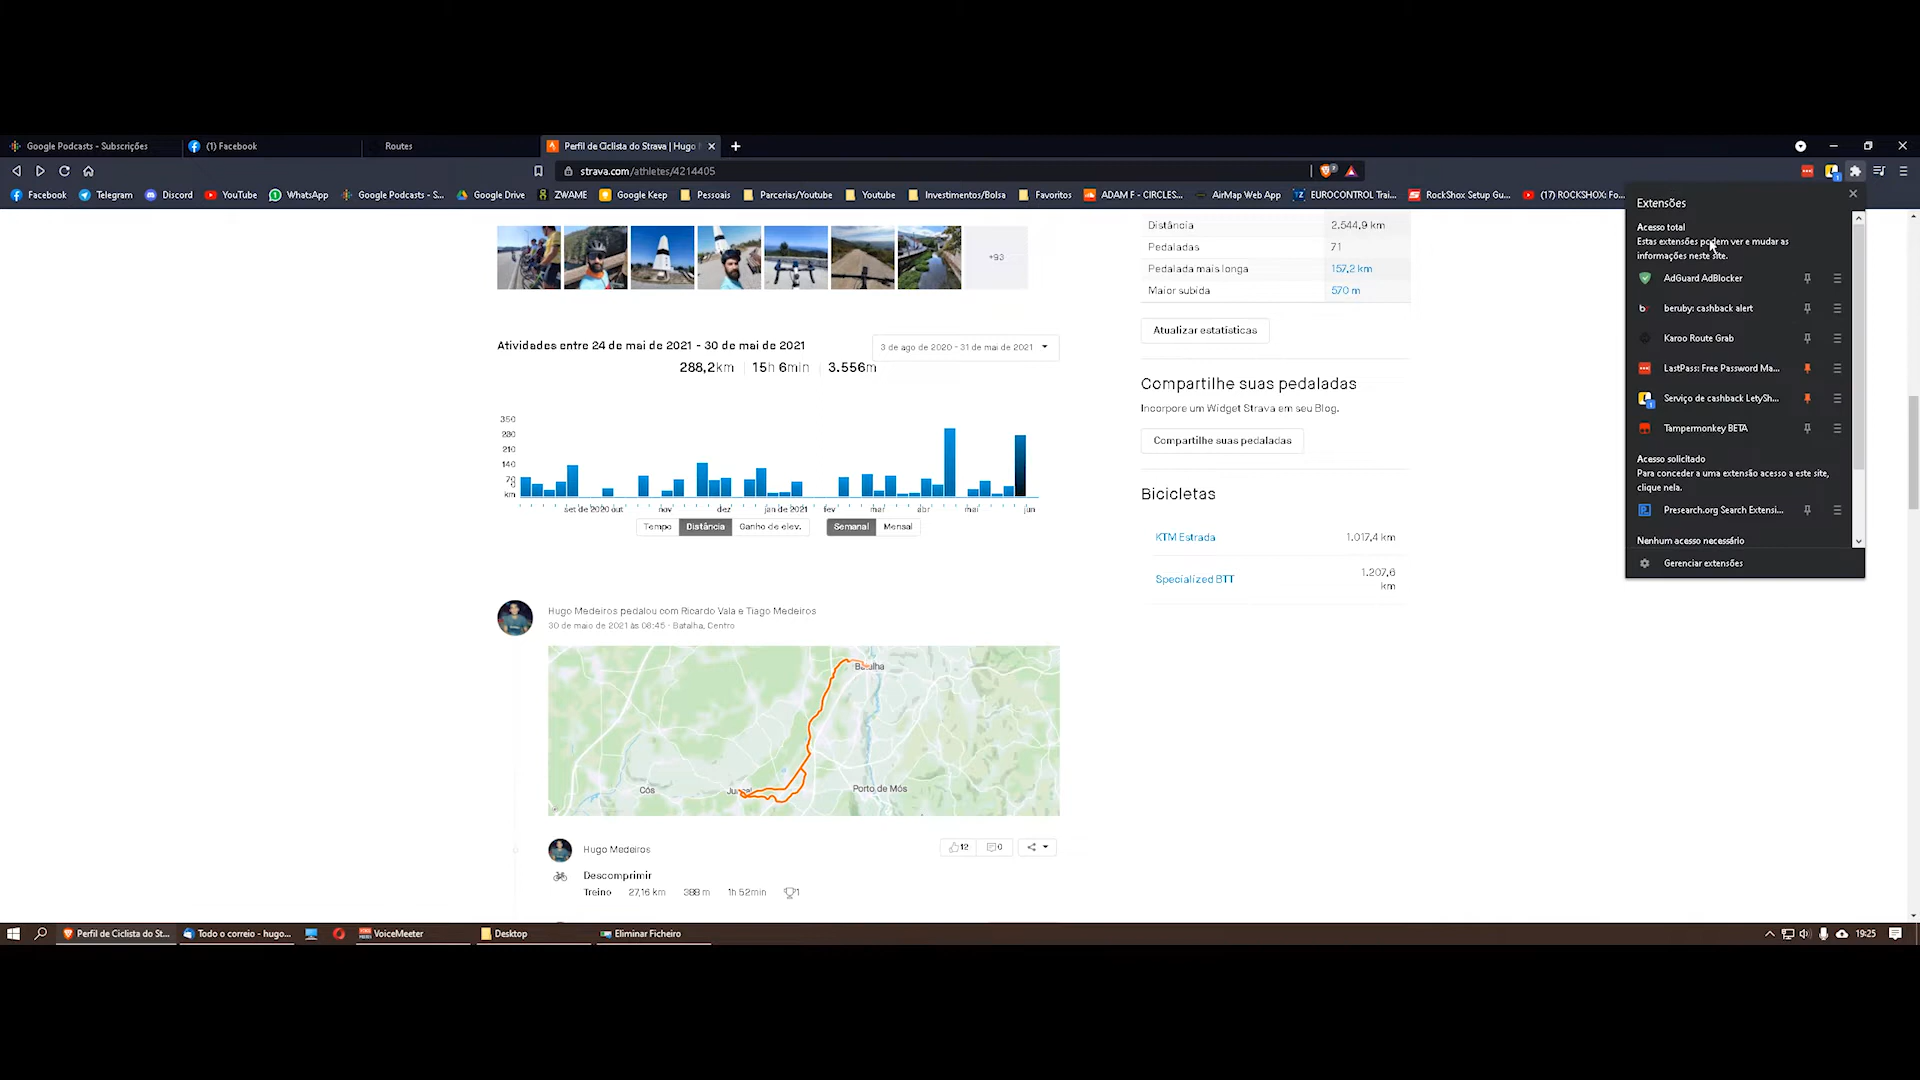 Google Podcasts - Subscrições
(1) Facebook
Routes
Perfil de Ciclista do Strava | Hugo
strava.com/athletes/4214405
Facebook
Telegram
Discord
YouTube
WhatsApp
Google Podcasts - S...
Google Drive
ZWAME
Google Keep
Pessoais
Parcerias/Youtube
Youtube
Investimentos/Bolsa
Favoritos
ADAM F - CIRCLES...
AirMap Web App
EUROCONTROL Trai...
RockShox Setup Gu...
(17) ROCKSHOX: Fo...
Extensões
Acesso total
Estas extensões podem ver e mudar as
informações neste site.
AdGuard AdBlocker
beruby: cashback alert
Karoo Route Grab
LastPass: Free Password Ma...
Serviço de cashback LetySh...
Tampermonkey BETA
Acesso solicitado
Para conceder a uma extensão acesso a este site,
clique nela.
Presearch.org Search Extensi...
Nenhum acesso necessário
Gerenciar extensões
+93
Distância 2.544,9 km
Pedaladas 71
Pedalada mais longa 157,2 km
Maior subida 570 m
Atualizar estatísticas
Compartilhe suas pedaladas
Incorpore um Widget Strava em seu Blog.
Compartilhe suas pedaladas
Bicicletas
KTM Estrada 1.017,4 km
Specialized BTT 1.207,6
km
Atividades entre 24 de mai de 2021 - 30 de mai de 2021
3 de ago de 2020 - 31 de mai de 2021
288,2km 15h 6min 3.556m
350
280
210
140
70
0
km
set de 2020 out nov dez jan de 2021 fev mar abr mai jun
Tempo Distância Ganho de elev. Semanal Mensal
Hugo Medeiros pedalou com Ricardo Vala e Tiago Medeiros
30 de maio de 2021 às 08:45 · Batalha, Centro
Batalha
Cós
Juncal
Porto de Mós
Hugo Medeiros
12
0
Descomprimir
Treino 27,16 km 388 m 1h 52min 1
Perfil de Ciclista do St...
Todo o correio - hugo...
VoiceMeeter
Desktop
Eliminar Ficheiro
19:25